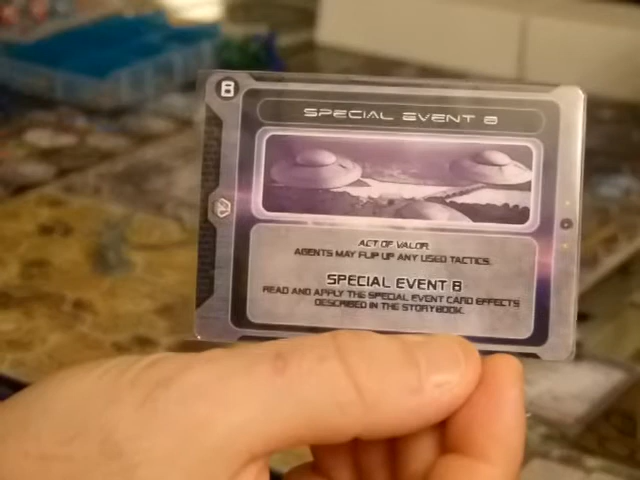 B
SPECIAL EVENT B
ACT OF VALOR
AGENTS MAY FLIP UP ANY USED TACTICS.
SPECIAL EVENT B
READ AND APPLY THE SPECIAL EVENT CARD EFFECTS
DESCRIBED IN THE STORYBOOK.